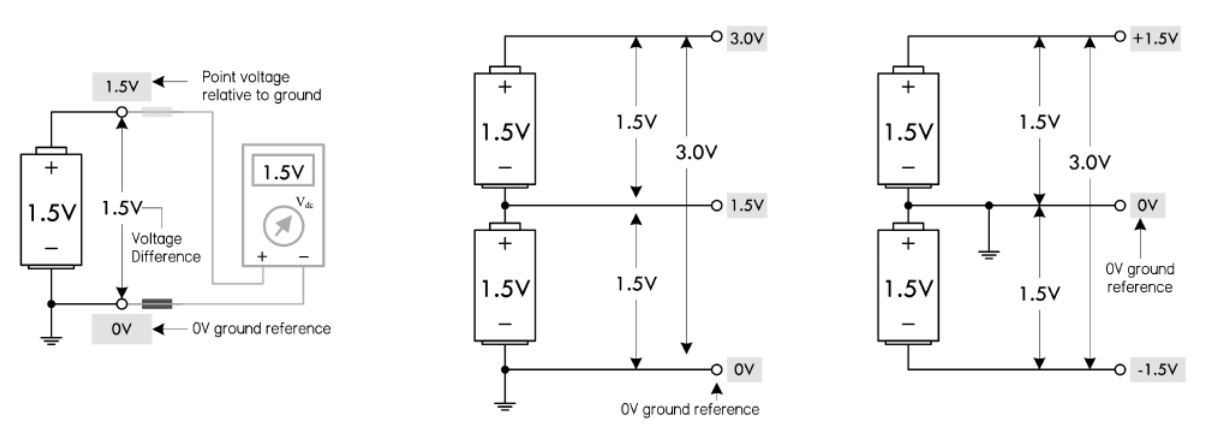 1.5V
Point voltage
relative to ground
+
1.5V
–
1.5V
Voltage
Difference
1.5V
Vdc
+ –
0V
0V ground reference
3.0V
+
1.5V
–
1.5V
3.0V
1.5V
+
1.5V
–
1.5V
0V
0V ground reference
+1.5V
+
1.5V
–
1.5V
3.0V
0V
0V ground
reference
+
1.5V
–
1.5V
-1.5V